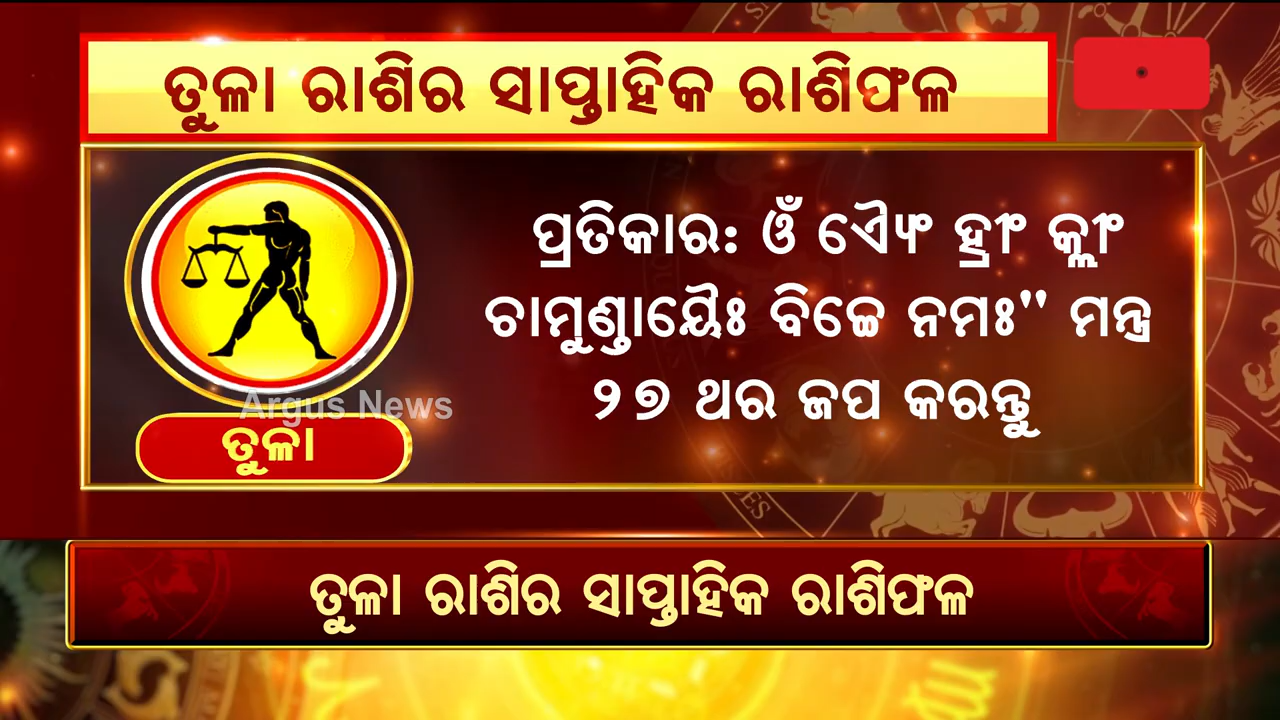 ତୁଳା ରାଶିର ସାପ୍ତାହିକ ରାଶିଫଳ
ପ୍ରତିକାର: ଓଁ ଐୈଂ ହ୍ରୀଂ କ୍ଲୀଂ
ଚାମୁଣ୍ଡାୟୈଃ ବିଚ୍ଚେ ନମଃ" ମନ୍ତ୍ର
୨୭ ଥର ଜପ କରନ୍ତୁ
Argus News
ତୁଳା
ତୁଳା ରାଶିର ସାପ୍ତାହିକ ରାଶିଫଳ